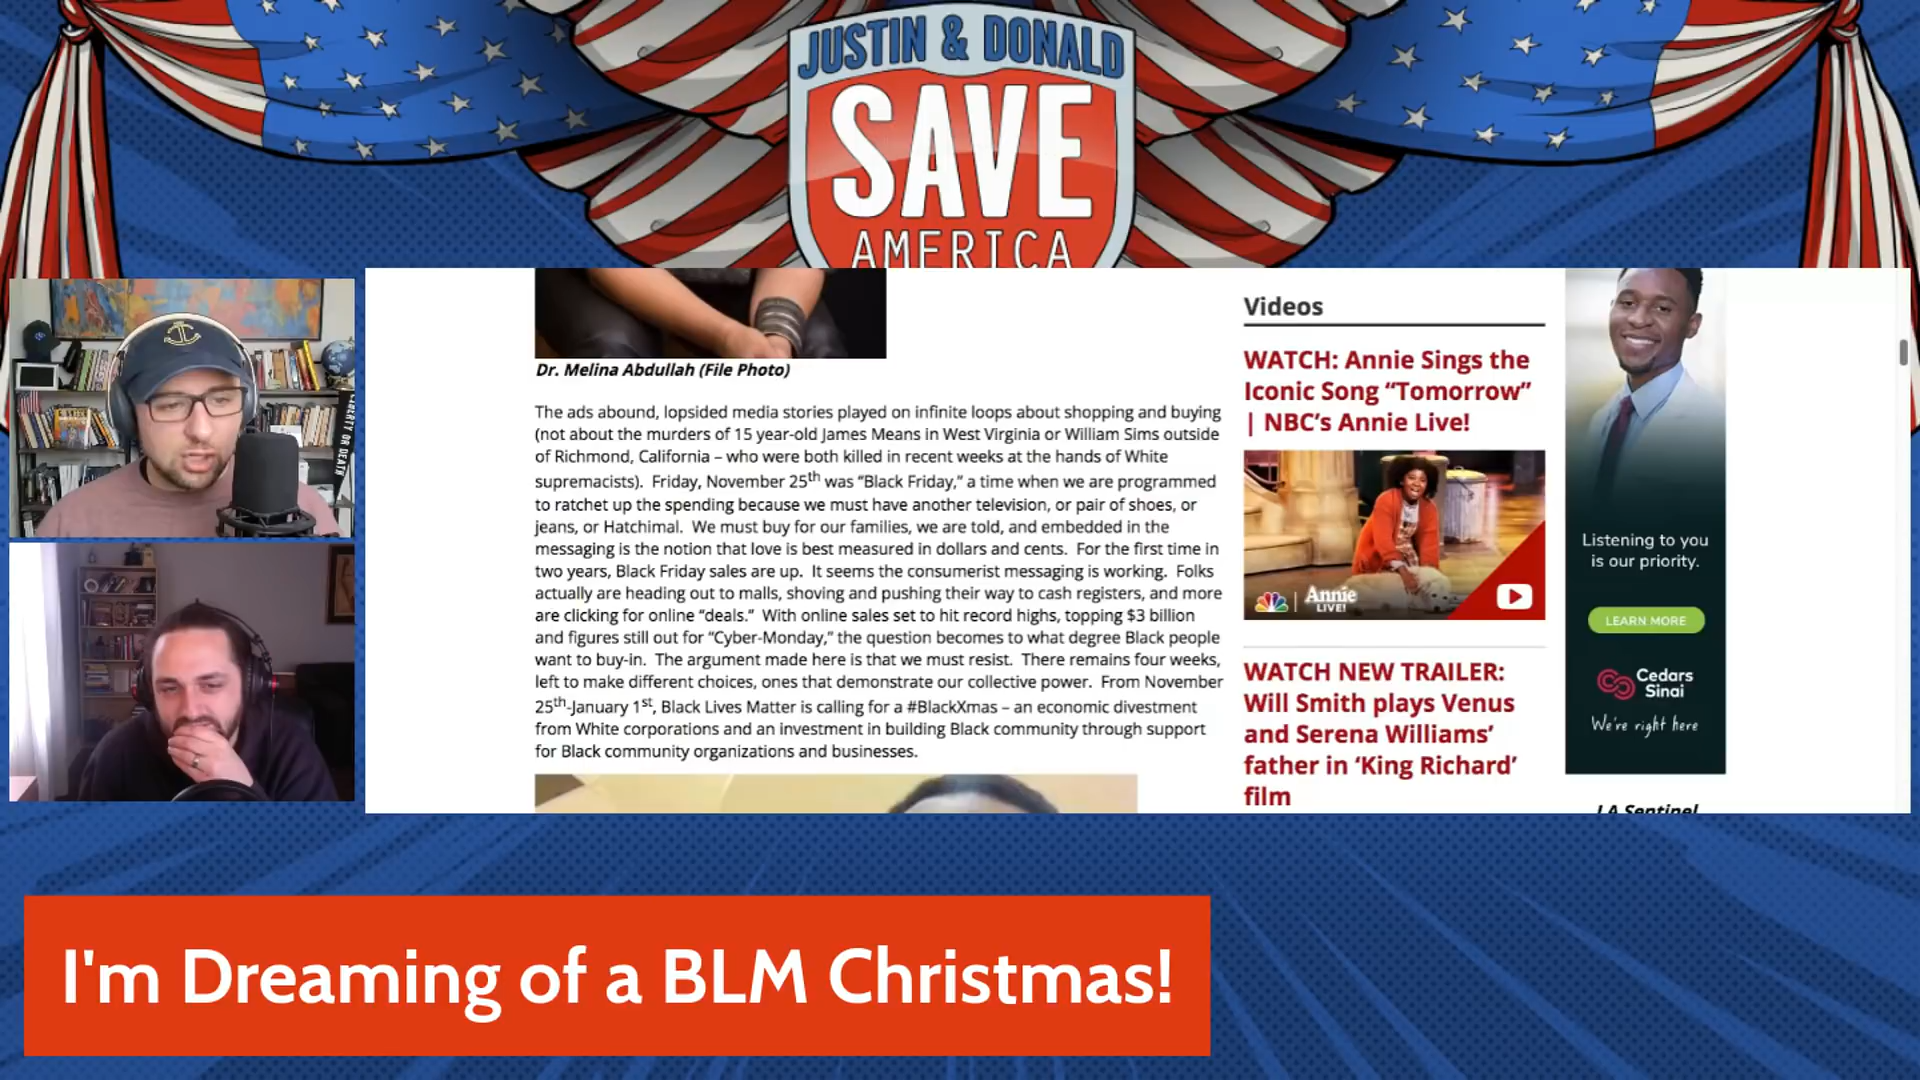 JUSTIN & DONALD
SAVE
AMERICA
LIBERTY OR DEATH
Dr. Melina Abdullah (File Photo)
The ads abound, lopsided media stories played on infinite loops about shopping and buying
(not about the murders of 15 year-old James Means in West Virginia or William Sims outside
of Richmond, California – who were both killed in recent weeks at the hands of White
supremacists). Friday, November 25th was “Black Friday,” a time when we are programmed
to ratchet up the spending because we must have another television, or pair of shoes, or
jeans, or Hatchimal. We must buy for our families, we are told, and embedded in the
messaging is the notion that love is best measured in dollars and cents. For the first time in
two years, Black Friday sales are up. It seems the consumerist messaging is working. Folks
actually are heading out to malls, shoving and pushing their way to cash registers, and more
are clicking for online “deals.” With online sales set to hit record highs, topping $3 billion
and figures still out for “Cyber-Monday,” the question becomes to what degree Black people
want to buy-in. The argument made here is that we must resist. There remains four weeks,
left to make different choices, ones that demonstrate our collective power. From November
25th-January 1st, Black Lives Matter is calling for a #BlackXmas – an economic divestment
from White corporations and an investment in building Black community through support
for Black community organizations and businesses.
Videos
WATCH: Annie Sings the
Iconic Song “Tomorrow”
| NBC’s Annie Live!
Annie
LIVE!
WATCH NEW TRAILER:
Will Smith plays Venus
and Serena Williams’
father in ‘King Richard’
film
Listening to you
is our priority.
LEARN MORE
Cedars
Sinai
We're right here
LA Sentinel
I'm Dreaming of a BLM Christmas!